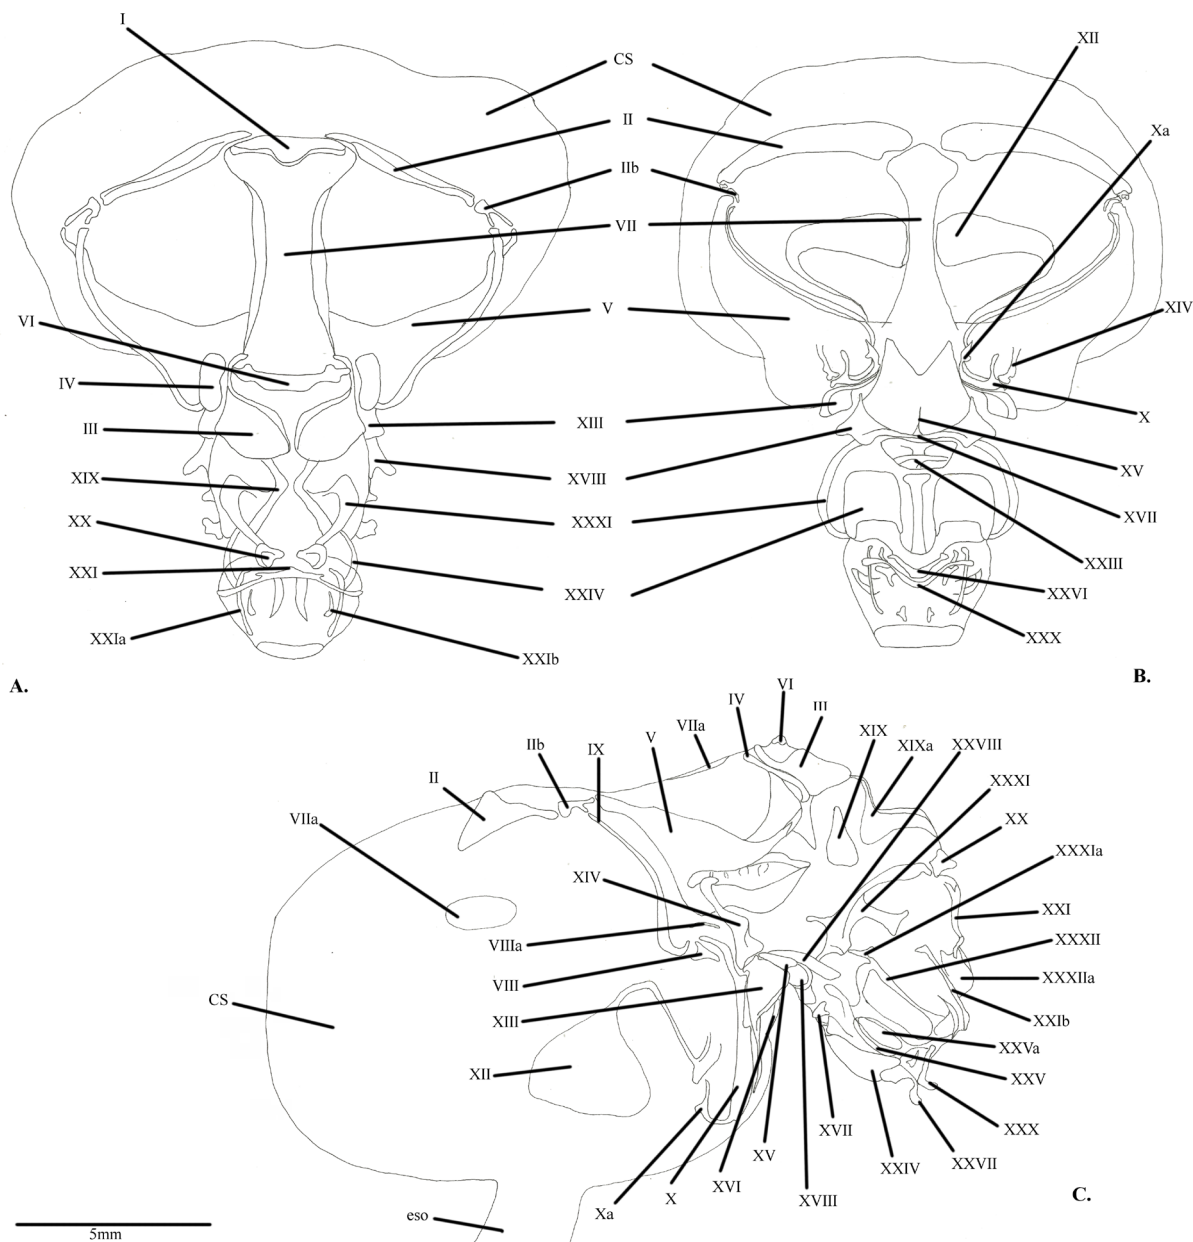 I
XII
CS
II
Xa
IIb
VII
V
XIV
VI
IV
XIII
X
III
XV
XIX
XVIII
XX
XXXI
XVII
XXI
XXIV
XXIII
XXVI
XXIa
XXX
XXIb
A.
B.
VI
IV
III
VIIa
XIX
V
XIXa
XXVIII
IIb
IX
II
XXXI
VIIa
XX
XXXIa
XIV
XXI
VIIIa
XXXII
VIII
XXXIIa
CS
XIII
XXIb
XXVa
XII
XXV
XXX
XVII
XV
XXIV
XXVII
XVI
X
XVIII
C.
Xa
eso
5mm